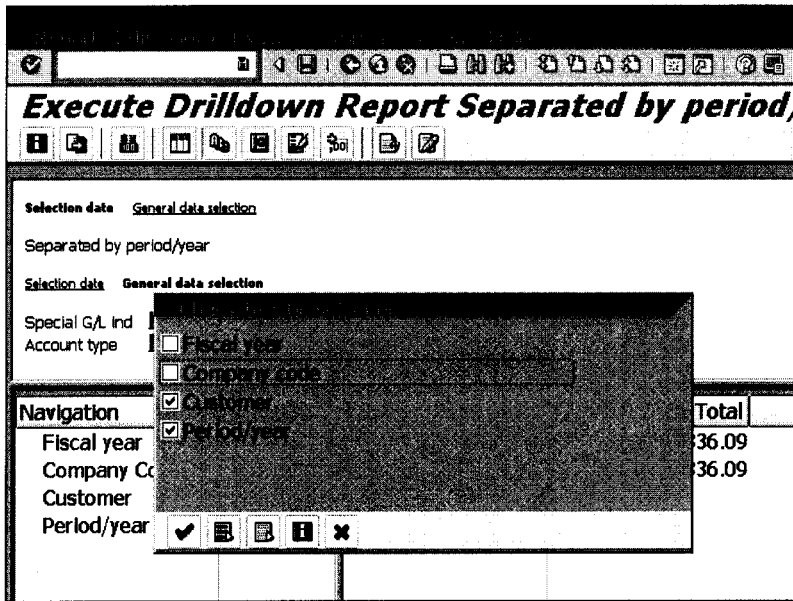 Execute Drilldown Report Separated by period/
Selection date General data selection
Separated by period/year
Selection date General data selection
Special G/L ind
Account type
Fiscal year
Company code
Customer
Period/year
Navigation
Total
Fiscal year
36.09
Company Co
36.09
Customer
Period/year